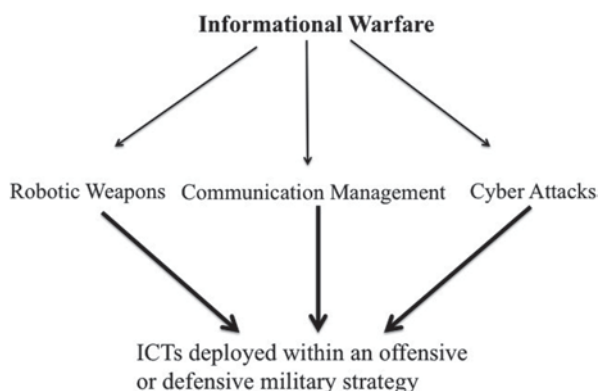 Informational Warfare
Robotic Weapons Communication Management Cyber Attacks
ICTs deployed within an offensive
or defensive military strategy